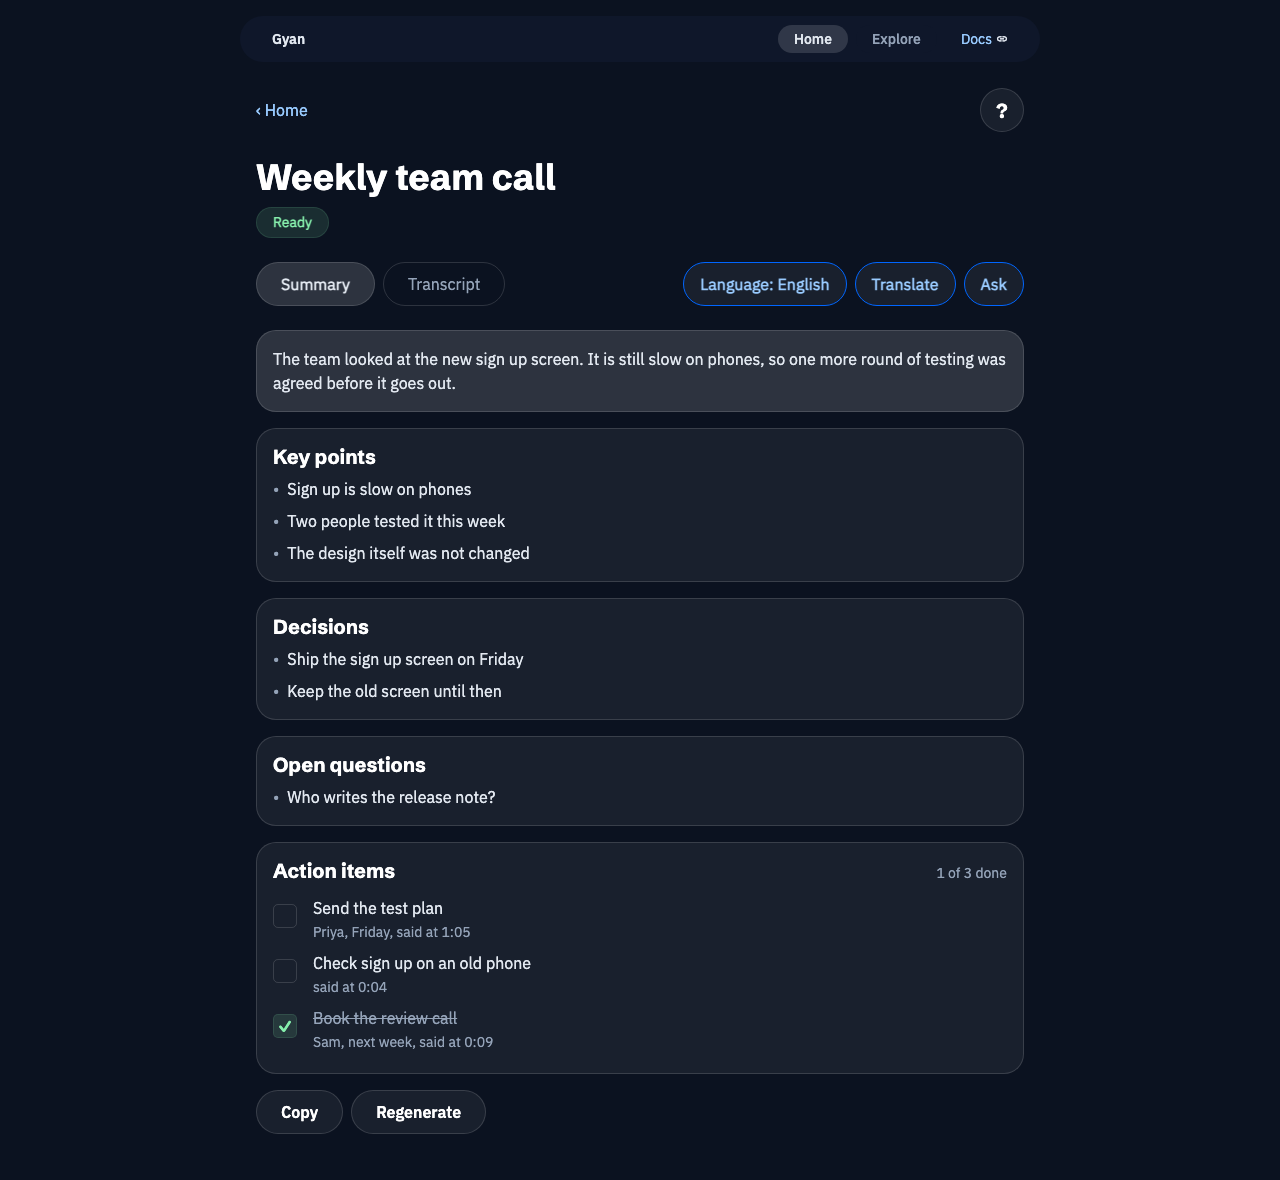 Gyan
Home
Explore
Docs
‹ Home
?
Weekly team call
Ready
Summary
Transcript
Language: English
Translate
Ask
The team looked at the new sign up screen. It is still slow on phones, so one more round of testing was
agreed before it goes out.
Key points
• Sign up is slow on phones
• Two people tested it this week
• The design itself was not changed
Decisions
• Ship the sign up screen on Friday
• Keep the old screen until then
Open questions
• Who writes the release note?
Action items
1 of 3 done
Send the test plan
Priya, Friday, said at 1:05
Check sign up on an old phone
said at 0:04
Book the review call
Sam, next week, said at 0:09
Copy
Regenerate